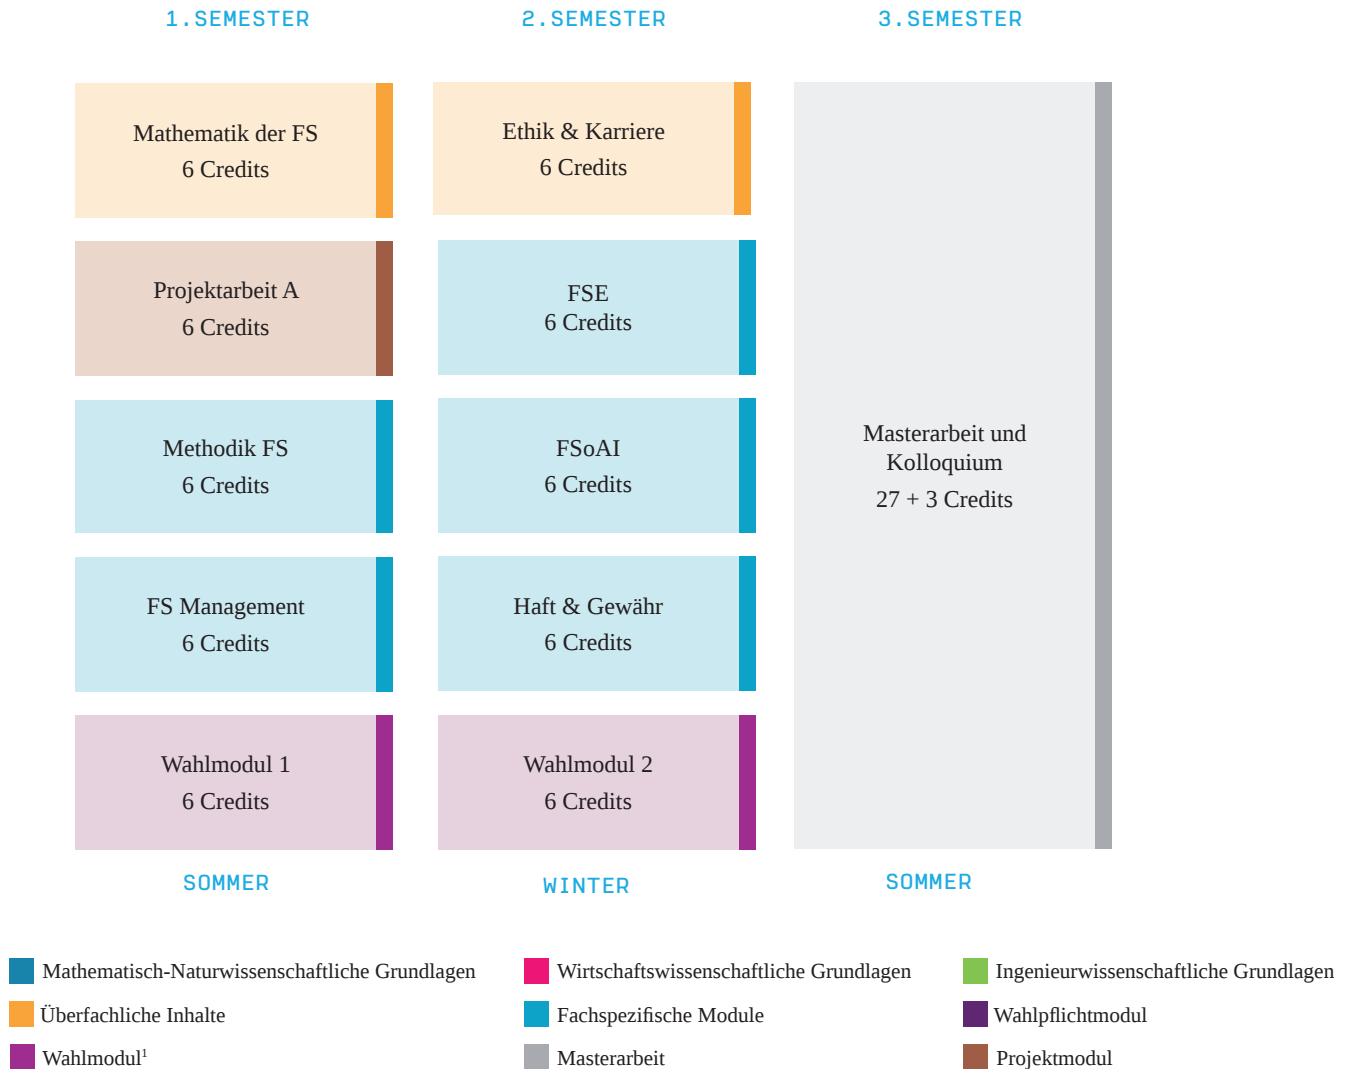 1.SEMESTER
2.SEMESTER
3.SEMESTER
Mathematik der FS
6 Credits
Ethik & Karriere
6 Credits
Projektarbeit A
6 Credits
FSE
6 Credits
Methodik FS
6 Credits
FSoAI
6 Credits
Masterarbeit und
Kolloquium
27 + 3 Credits
FS Management
6 Credits
Haft & Gewähr
6 Credits
Wahlmodul 1
6 Credits
Wahlmodul 2
6 Credits
SOMMER
WINTER
SOMMER
Mathematisch-Naturwissenschaftliche Grundlagen
Wirtschaftswissenschaftliche Grundlagen
Ingenieurwissenschaftliche Grundlagen
Überfachliche Inhalte
Fachspezifische Module
Wahlpflichtmodul
Wahlmodul¹
Masterarbeit
Projektmodul